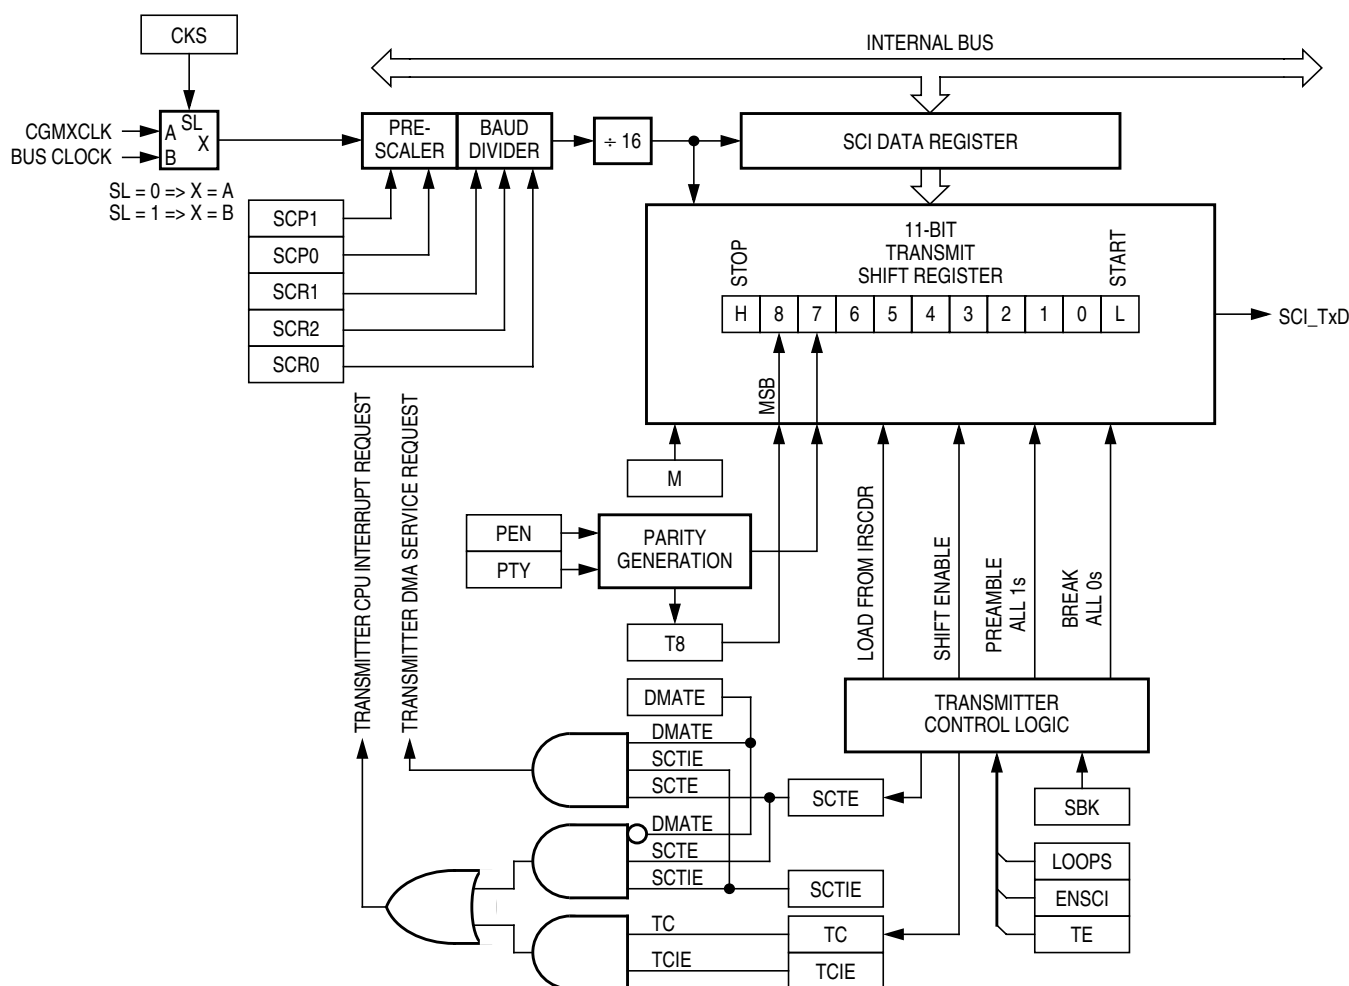 CKS
INTERNAL BUS
CGMXCLK
BUS CLOCK
A
SL
X
B
SL = 0 => X = A
SL = 1 => X = B
PRE-
SCALER
BAUD
DIVIDER
÷ 16
SCI DATA REGISTER
SCP1
SCP0
SCR1
SCR2
SCR0
11-BIT
TRANSMIT
SHIFT REGISTER
STOP
START
H 8 7 6 5 4 3 2 1 0 L
SCI_TxD
MSB
M
TRANSMITTER CPU INTERRUPT REQUEST
TRANSMITTER DMA SERVICE REQUEST
PEN
PTY
PARITY
GENERATION
T8
LOAD FROM IRSCDR
SHIFT ENABLE
PREAMBLE
ALL 1s
BREAK
ALL 0s
TRANSMITTER
CONTROL LOGIC
DMATE
DMATE
SCTIE
SCTE
SCTE
DMATE
SCTE
SCTIE
SCTIE
TC
TC
TCIE
TCIE
SBK
LOOPS
ENSCI
TE